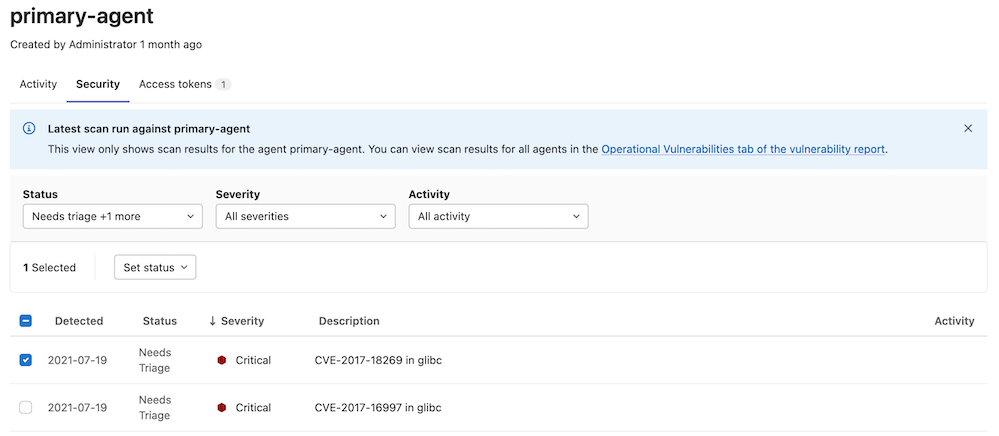 primary-agent
Created by Administrator 1 month ago
Activity Security Access tokens 1
Latest scan run against primary-agent
This view only shows scan results for the agent primary-agent. You can view scan results for all agents in the Operational Vulnerabilities tab of the vulnerability report.
Status Severity Activity
Needs triage +1 more All severities All activity
1 Selected Set status
Detected Status Severity Description Activity
2021-07-19 Needs Triage Critical CVE-2017-18269 in glibc
2021-07-19 Needs Triage Critical CVE-2017-16997 in glibc